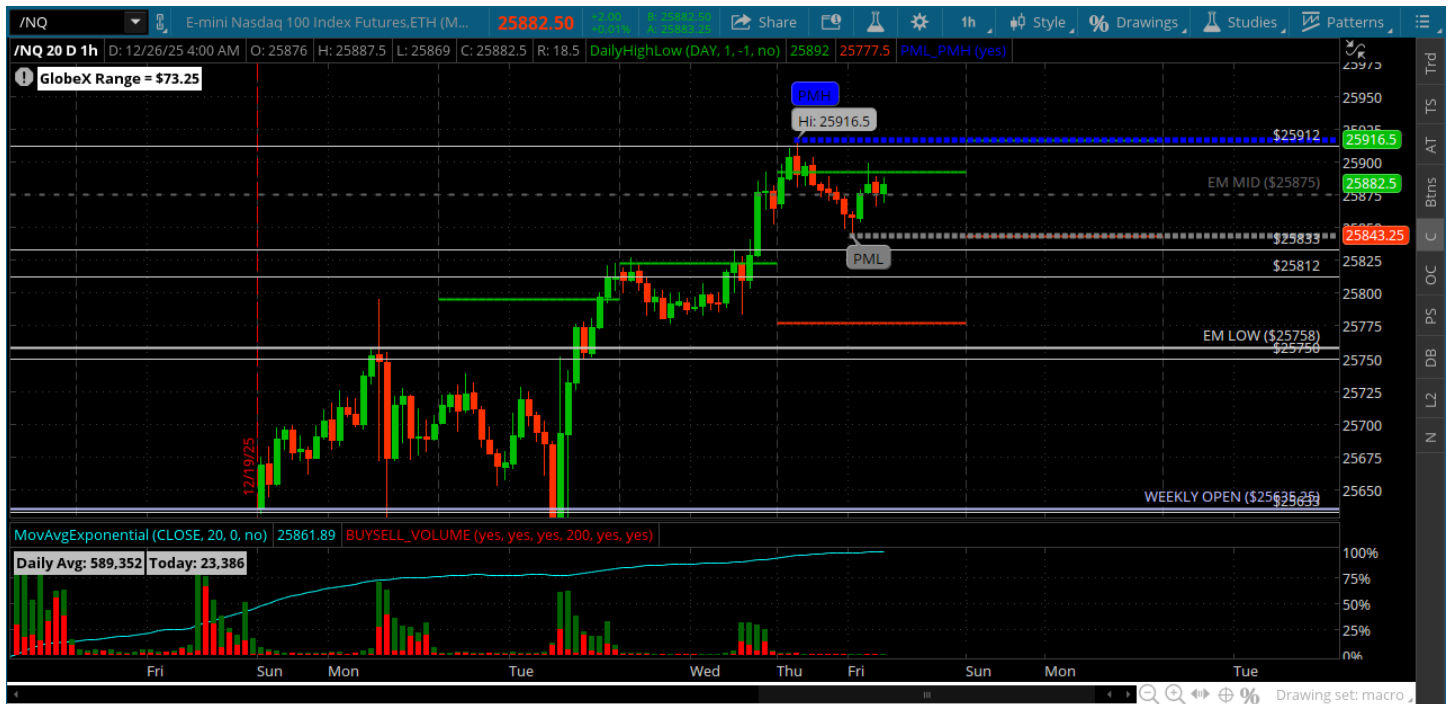 /NQ
E-mini Nasdaq 100 Index Futures,ETH (M...
25882.50
+2.00
+0.01%
B: 25882.50
A: 25883.25
Share
1h
Style
Drawings
Studies
Patterns
/NQ 20 D 1h
D: 12/26/25 4:00 AM
O: 25876
H: 25887.5
L: 25869
C: 25882.5
R: 18.5
DailyHighLow (DAY, 1, -1, no)
25892
25777.5
PML_PMH (yes)
GlobeX Range = $73.25
PMH
Hi: 25916.5
PML
12/19/25
$25912
EM MID ($25875)
$25833
$25812
EM LOW ($25758)
$25750
WEEKLY OPEN ($25635.25)
$25633
25975
25950
25925
25916.5
25900
25882.5
25875
25850
25843.25
25825
25800
25775
25750
25725
25700
25675
25650
MovAvgExponential (CLOSE, 20, 0, no)
25861.89
BUYSELL_VOLUME (yes, yes, yes, 200, yes, yes)
Daily Avg: 589,352
Today: 23,386
100%
75%
50%
25%
0%
Fri
Sun
Mon
Tue
Wed
Thu
Fri
Sun
Mon
Tue
Drawing set: macro
Trd
TS
AT
Btns
C
OC
PS
DB
L2
N